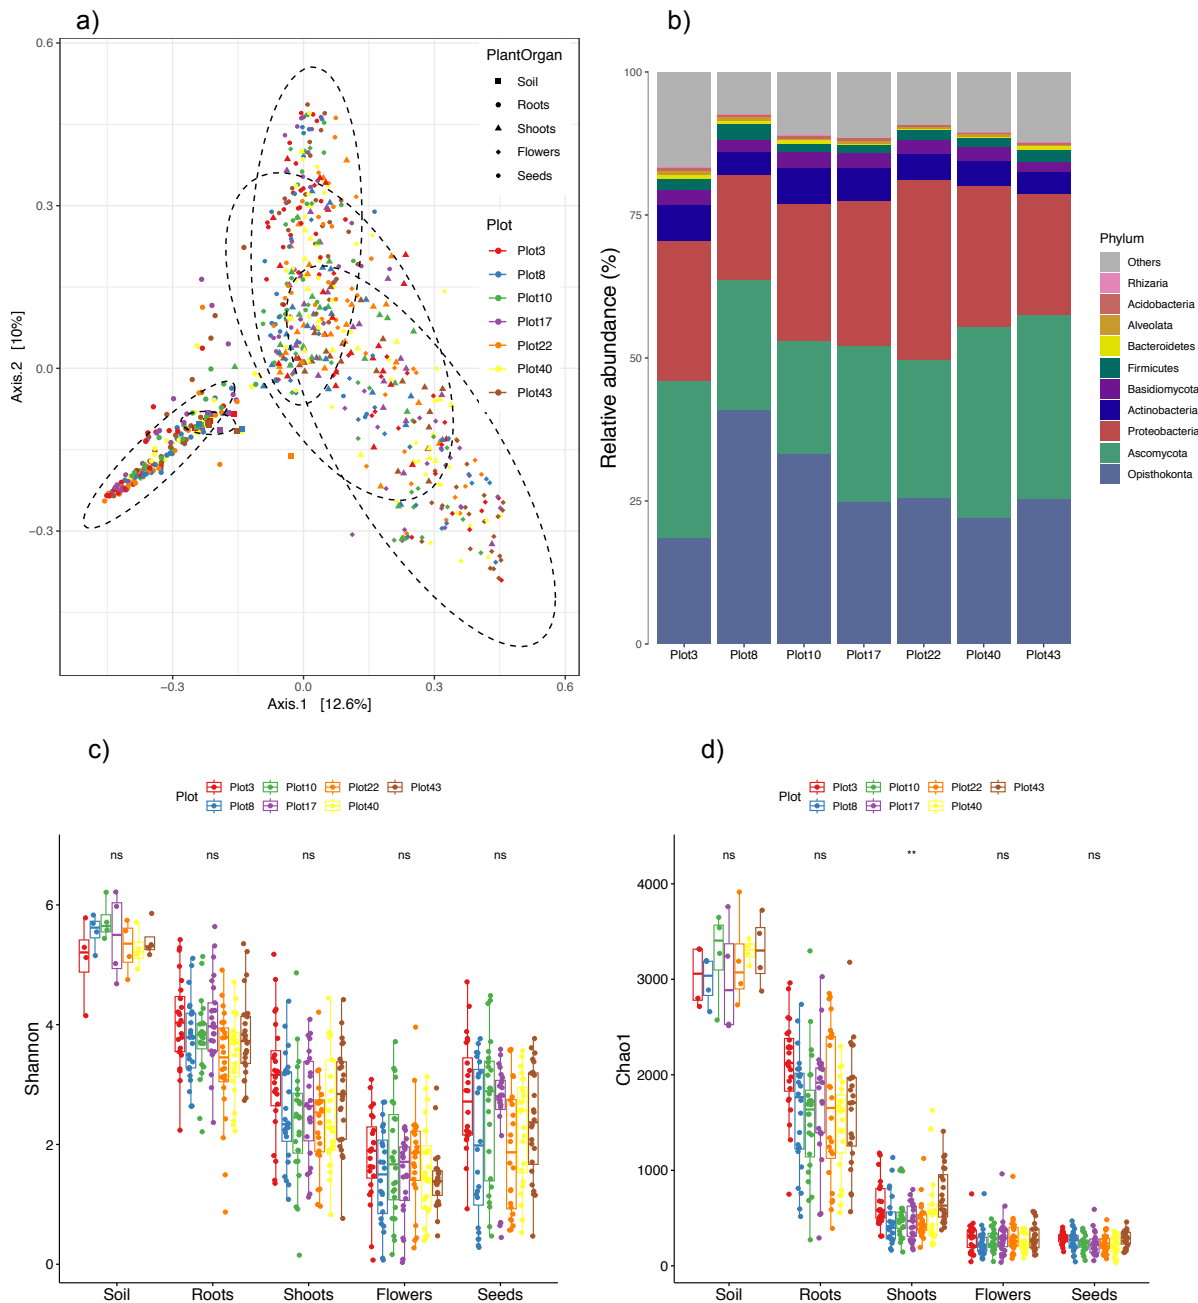 a)
PlantOrgan
Soil
Roots
Shoots
Flowers
Seeds
Plot
Plot3
Plot8
Plot10
Plot17
Plot22
Plot40
Plot43
0.6
0.3
0.0
−0.3
Axis.2 [10%]
−0.3 0.0 0.3 0.6
Axis.1 [12.6%]
b)
100
75
50
25
0
Relative abundance (%)
Plot3 Plot8 Plot10 Plot17 Plot22 Plot40 Plot43
Phylum
Others
Rhizaria
Acidobacteria
Alveolata
Bacteroidetes
Firmicutes
Basidiomycota
Actinobacteria
Proteobacteria
Ascomycota
Opisthokonta
c)
Plot
Plot3 Plot10 Plot22 Plot43
Plot8 Plot17 Plot40
ns ns ns ns ns
6
4
2
0
Shannon
Soil Roots Shoots Flowers Seeds
d)
Plot
Plot3 Plot10 Plot22 Plot43
Plot8 Plot17 Plot40
ns ns ** ns ns
4000
3000
2000
1000
0
Chao1
Soil Roots Shoots Flowers Seeds